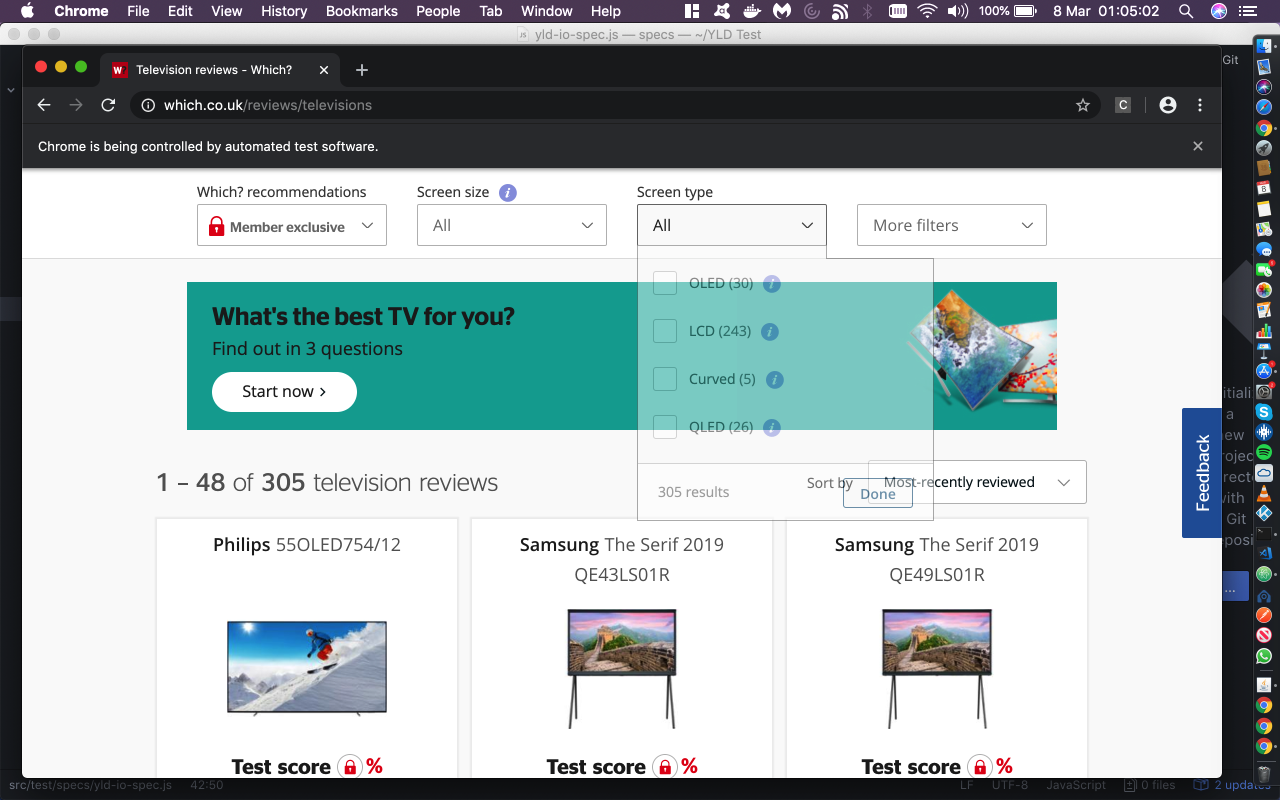 Chrome File Edit View History Bookmarks People Tab Window Help 100% 8 Mar 01:05:02
yld-io-spec.js — specs — ~/YLD Test
Git
Television reviews - Which?
which.co.uk/reviews/televisions
C
Chrome is being controlled by automated test software.
Which? recommendations
Screen size
Screen type
Member exclusive
All
All
More filters
OLED (30)
LCD (243)
Curved (5)
QLED (26)
305 results
Done
What's the best TV for you?
Find out in 3 questions
Start now ›
Feedback
1 – 48 of 305 television reviews
Sort by
Most-recently reviewed
Philips 55OLED754/12
Samsung The Serif 2019
QE43LS01R
Samsung The Serif 2019
QE49LS01R
Test score %
Test score %
Test score %
a
with
Git
src/test/specs/yld-io-spec.js 42:50
LF UTF-8 JavaScript 0 files 2 updates